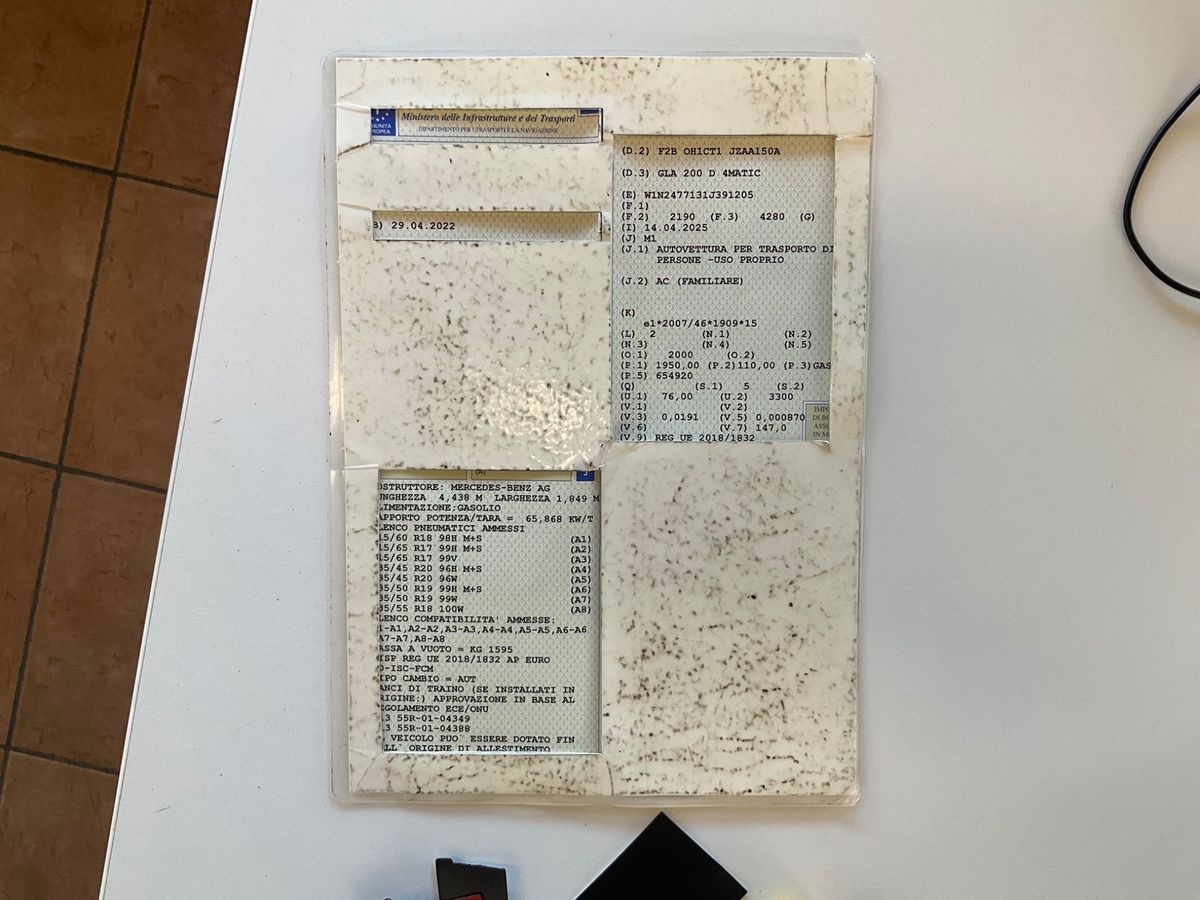 Ministero delle Infrastrutture e dei Trasporti
DIPARTIMENTO PER I TRASPORTI E LA NAVIGAZIONE
MUNITÀ
ROPEA
B) 29.04.2022
(D.2) F2B OH1CT1 JZAA150A
(D.3) GLA 200 D 4MATIC
(E) W1N2477131J391205
(F.1)
(F.2) 2190 (F.3) 4280 (G)
(I) 14.04.2025
(J) M1
(J.1) AUTOVETTURA PER TRASPORTO DI
PERSONE -USO PROPRIO
(J.2) AC (FAMILIARE)
(K)
e1*2007/46*1909*15
(L) 2 (N.1) (N.2)
(N.3) (N.4) (N.5)
(O.1) 2000 (O.2)
(P.1) 1950,00 (P.2)110,00 (P.3)GAS
(P.5) 654920
(Q) (S.1) 5 (S.2)
(U.1) 76,00 (U.2) 3300
(V.1) (V.2)
(V.3) 0,0191 (V.5) 0,000870
(V.6) (V.7) 147,0
(V.9) REG UE 2018/1832
IMPO
DI BO
ASSO
IN MO
(A)
3
OSTRUTTORE: MERCEDES-BENZ AG
UNGHEZZA 4,438 M LARGHEZZA 1,849 M
LIMENTAZIONE:GASOLIO
APPORTO POTENZA/TARA = 65,868 KW/T
LENCO PNEUMATICI AMMESSI
15/60 R18 98H M+S (A1)
15/65 R17 99H M+S (A2)
15/65 R17 99V (A3)
35/45 R20 96H M+S (A4)
35/45 R20 96W (A5)
35/50 R19 99H M+S (A6)
35/50 R19 99W (A7)
35/55 R18 100W (A8)
LENCO COMPATIBILITA' AMMESSE:
1-A1,A2-A2,A3-A3,A4-A4,A5-A5,A6-A6
A7-A7,A8-A8
ASSA A VUOTO = KG 1595
ISP REG UE 2018/1832 AP EURO
D-ISC-FCM
IPO CAMBIO = AUT
ANCI DI TRAINO (SE INSTALLATI IN
RIGINE:) APPROVAZIONE IN BASE AL
EGOLAMENTO ECE/ONU
13 55R-01-04349
13 55R-01-04388
VEICOLO PUO` ESSERE DOTATO FIN
LL` ORIGINE DI ALLESTIMENTO